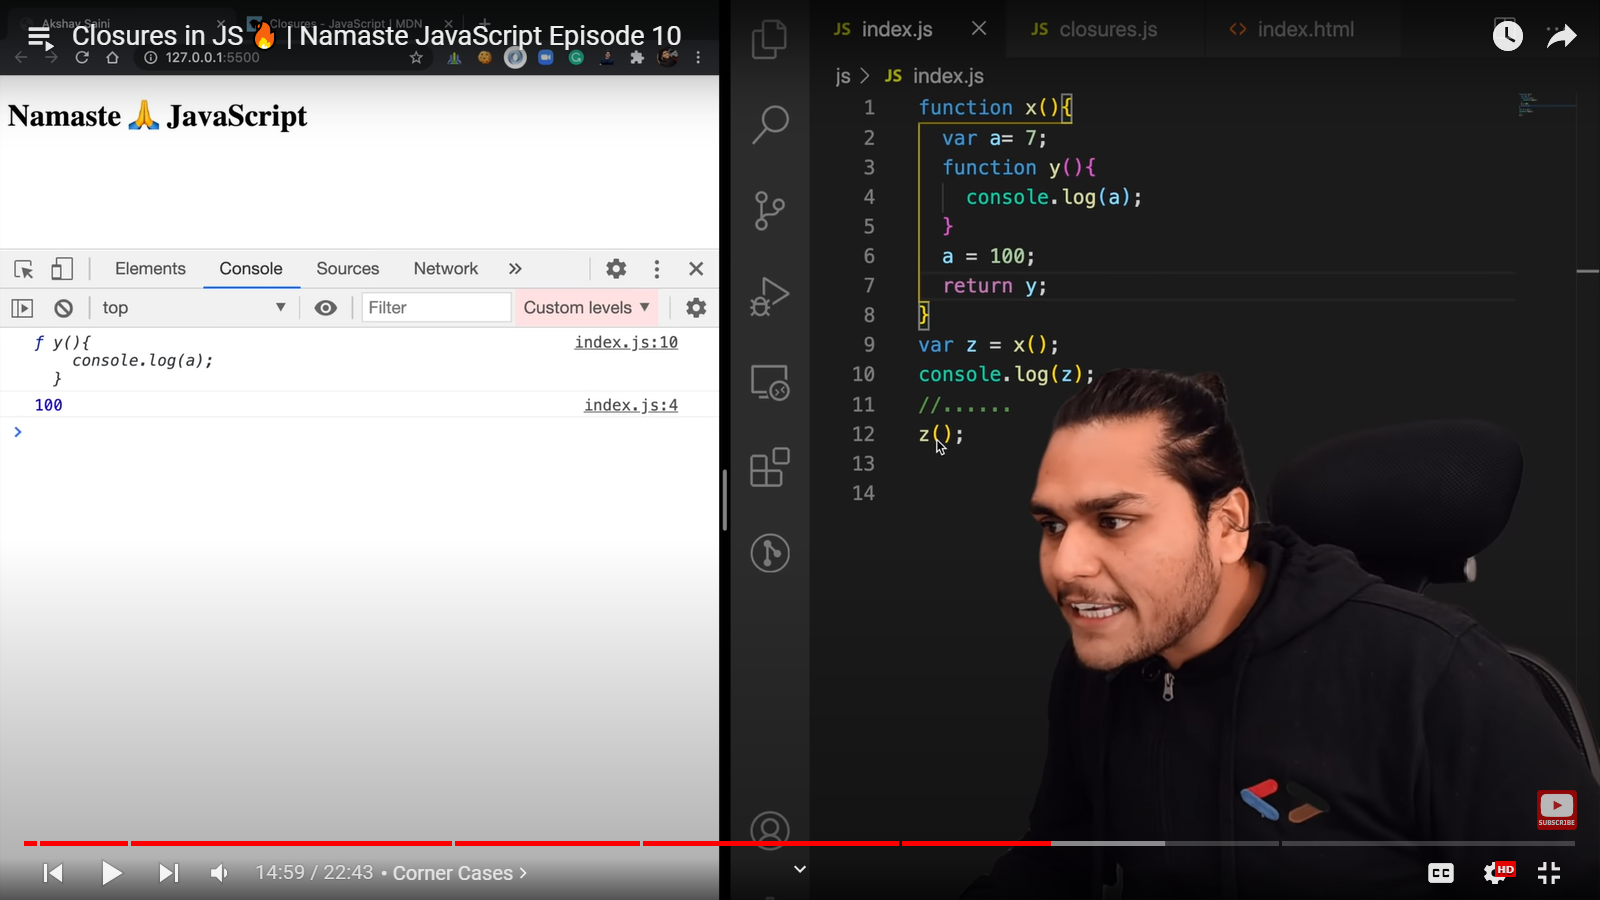 Akshay Saini
Closures - JavaScript | MDN
Closures in JS 🔥 | Namaste JavaScript Episode 10
127.0.0.1:5500
Namaste 🙏 JavaScript
Elements Console Sources Network »
top Filter Custom levels ▼
f y(){ index.js:10
console.log(a);
}
100 index.js:4
>
JS index.js
JS closures.js
<> index.html
js > JS index.js
1 function x(){
2 var a= 7;
3 function y(){
4 console.log(a);
5 }
6 a = 100;
7 return y;
8 }
9 var z = x();
10 console.log(z);
11 //......
12 z();
13
14
SUBSCRIBE
14:59 / 22:43 • Corner Cases >
CC
HD